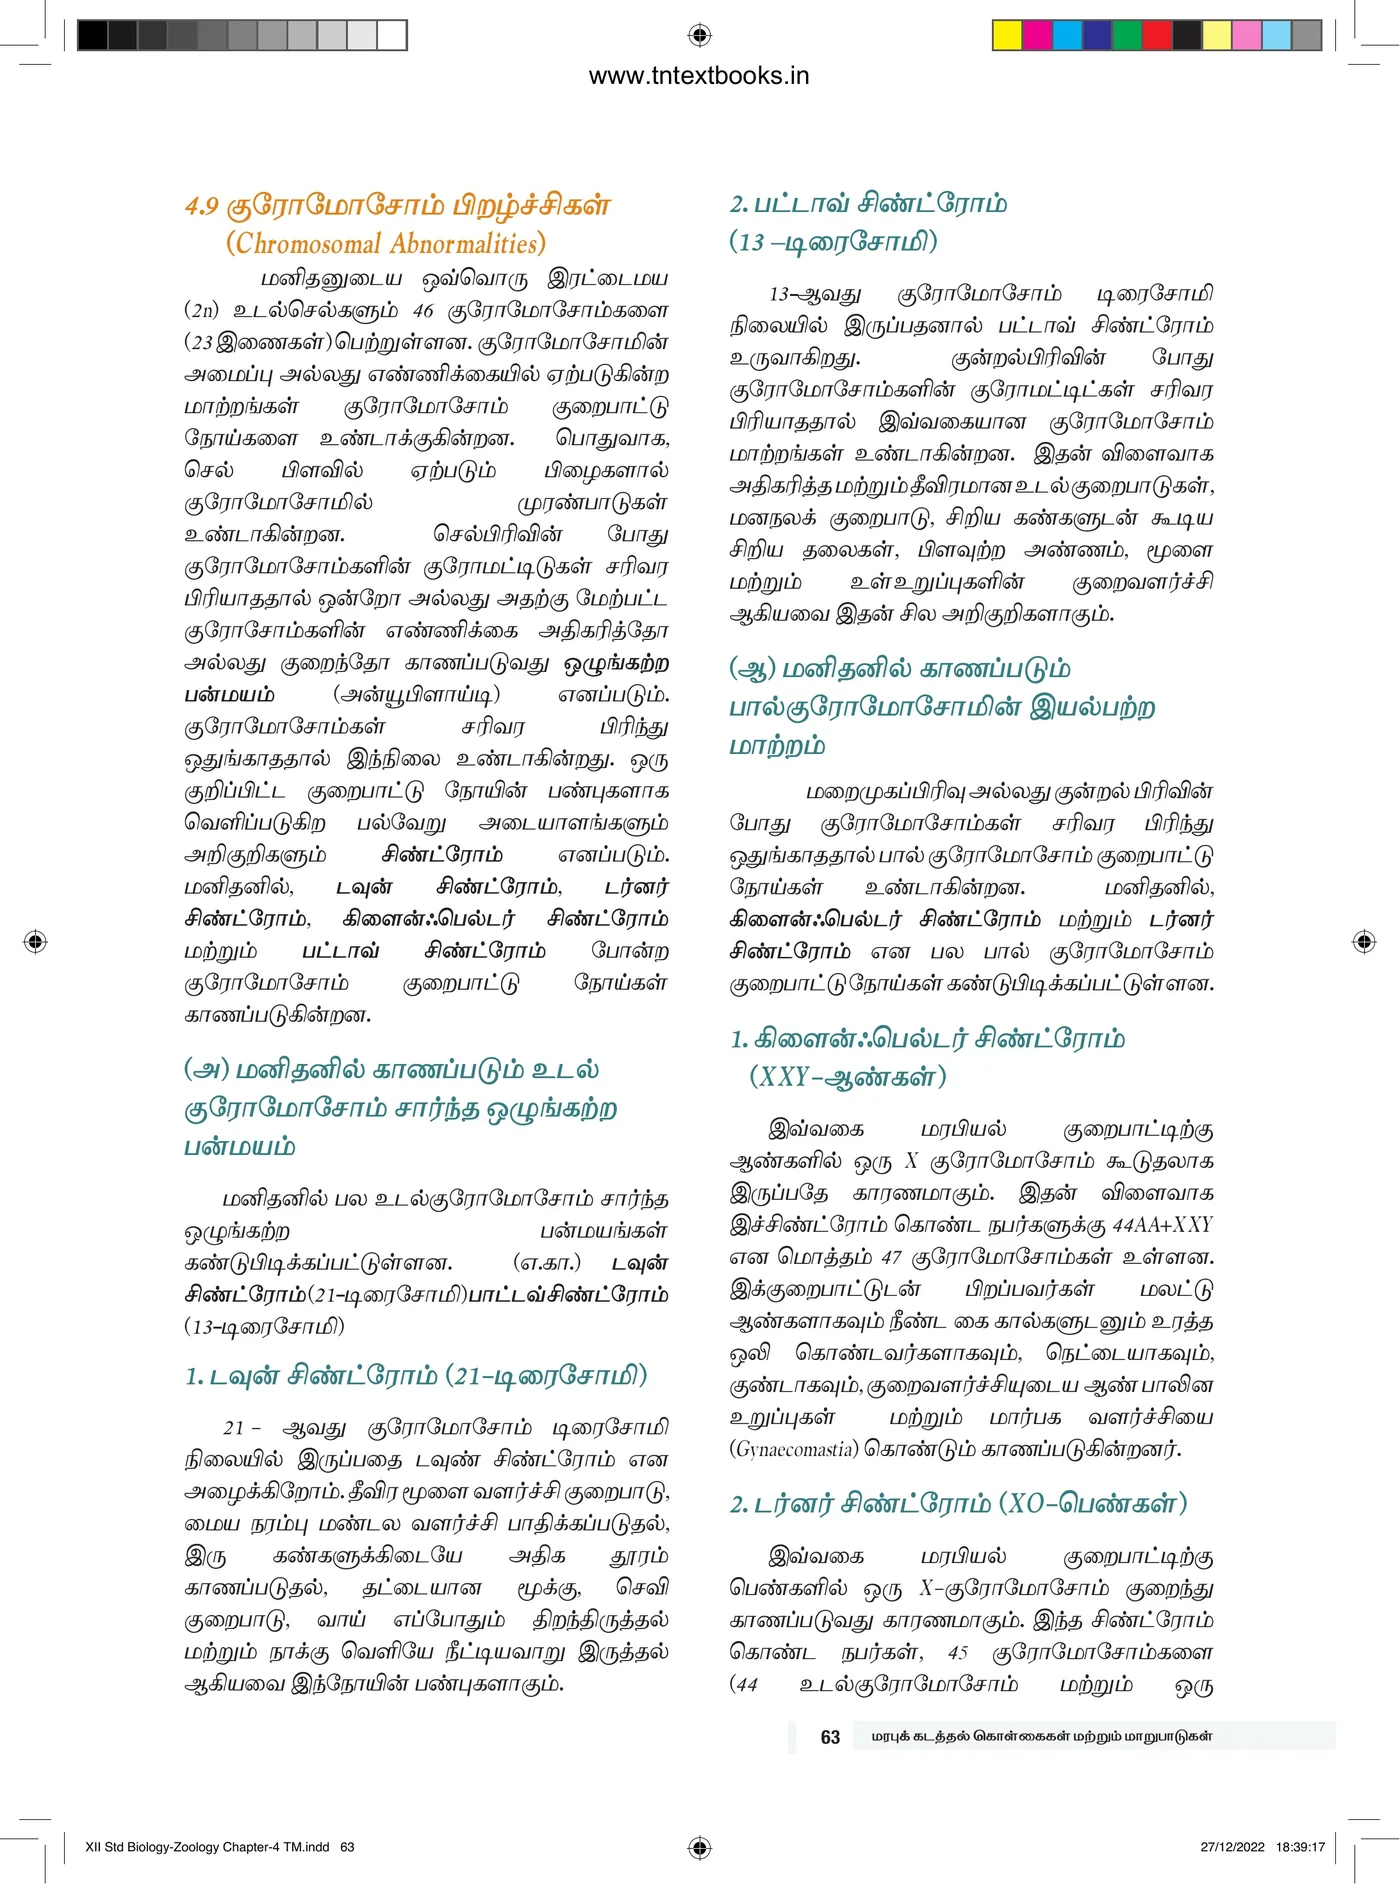 www.tntextbooks.in
4.9 குரோமோசோம் பிறழ்ச்சிகள்
(Chromosomal Abnormalities)
மனிதனுடைய ஒவ்வொரு இரட்டைமய
(2n) உடல்செல்களும் 46 குரோமோசோம்களை
(23 இணைகள்) பெற்றுள்ளன. குரோமோசோமின்
அமைப்பு அல்லது எண்ணிக்கையில் ஏற்படுகின்ற
மாற்றங்கள் குரோமோசோம் குறைபாட்டு
நோய்களை உண்டாக்குகின்றன. பொதுவாக,
செல் பிளவில் ஏற்படும் பிழைகளால்
குரோமோசோமில் முரண்பாடுகள்
உண்டாகின்றன. செல்பிரிவின் போது
குரோமோசோம்களின் குரோமட்டிடுகள் சரிவர
பிரியாததால் ஒன்றோ அல்லது அதற்கு மேற்பட்ட
குரோசோம்களின் எண்ணிக்கை அதிகரித்தோ
அல்லது குறைந்தோ காணப்படுவது ஒழுங்கற்ற
பன்மயம் (அன்யூபிளாய்டி) எனப்படும்.
குரோமோசோம்கள் சரிவர பிரிந்து
ஒதுங்காததால் இந்நிலை உண்டாகின்றது. ஒரு
குறிப்பிட்ட குறைபாட்டு நோயின் பண்புகளாக
வெளிப்படுகிற பல்வேறு அடையாளங்களும்
அறிகுறிகளும் சிண்ட்ரோம் எனப்படும்.
மனிதனில், டவுன் சிண்ட்ரோம், டர்னர்
சிண்ட்ரோம், கிளைன்ஃபெல்டர் சிண்ட்ரோம்
மற்றும் பட்டாவ் சிண்ட்ரோம் போன்ற
குரோமோசோம் குறைபாட்டு நோய்கள்
காணப்படுகின்றன.
(அ) மனிதனில் காணப்படும் உடல்
குரோமோசோம் சார்ந்த ஒழுங்கற்ற
பன்மயம்
மனிதனில் பல உடல்குரோமோசோம் சார்ந்த
ஒழுங்கற்ற பன்மயங்கள்
கண்டுபிடிக்கப்பட்டுள்ளன. (எ.கா.) டவுன்
சிண்ட்ரோம் (21-டிரைசோமி) பாட்டவ்சிண்ட்ரோம்
(13-டிரைசோமி)
1. டவுன் சிண்ட்ரோம் (21-டிரைசோமி)
21 - ஆவது குரோமோசோம் டிரைசோமி
நிலையில் இருப்பதை டவுண் சிண்ட்ரோம் என
அழைக்கிறோம். தீவிர மூளை வளர்ச்சி குறைபாடு,
மைய நரம்பு மண்டல வளர்ச்சி பாதிக்கப்படுதல்,
இரு கண்களுக்கிடையே அதிக தூரம்
காணப்படுதல், தட்டையான மூக்கு, செவி
குறைபாடு, வாய் எப்போதும் திறந்திருத்தல்
மற்றும் நாக்கு வெளியே நீட்டியவாறு இருத்தல்
ஆகியவை இந்நோயின் பண்புகளாகும்.
2. பட்டாவ் சிண்ட்ரோம்
(13 –டிரைசோமி)
13-ஆவது குரோமோசோம் டிரைசோமி
நிலையில் இருப்பதனால் பட்டாவ் சிண்ட்ரோம்
உருவாகிறது. குன்றல்பிரிவின் போது
குரோமோசோம்களின் குரோமட்டிட்கள் சரிவர
பிரியாததால் இவ்வகையான குரோமோசோம்
மாற்றங்கள் உண்டாகின்றன. இதன் விளைவாக
அதிகரித்த மற்றும் தீவிரமான உடல் குறைபாடுகள்,
மனநலக் குறைபாடு, சிறிய கண்களுடன் கூடிய
சிறிய தலைகள், பிளவுற்ற அண்ணம், மூளை
மற்றும் உள்உறுப்புகளின் குறைவளர்ச்சி
ஆகியவை இதன் சில அறிகுறிகளாகும்.
(ஆ) மனிதனில் காணப்படும்
பால்குரோமோசோமின் இயல்பற்ற
மாற்றம்
மறைமுகப்பிரிவு அல்லது குன்றல் பிரிவின்
போது குரோமோசோம்கள் சரிவர பிரிந்து
ஒதுங்காததால் பால் குரோமோசோம் குறைபாட்டு
நோய்கள் உண்டாகின்றன. மனிதனில்,
கிளைன்ஃபெல்டர் சிண்ட்ரோம் மற்றும் டர்னர்
சிண்ட்ரோம் என பல பால் குரோமோசோம்
குறைபாட்டு நோய்கள் கண்டுபிடிக்கப்பட்டுள்ளன.
1. கிளைன்ஃபெல்டர் சிண்ட்ரோம்
(XXY-ஆண்கள்)
இவ்வகை மரபியல் குறைபாட்டிற்கு
ஆண்களில் ஒரு X குரோமோசோம் கூடுதலாக
இருப்பதே காரணமாகும். இதன் விளைவாக
இச்சிண்ட்ரோம் கொண்ட நபர்களுக்கு 44AA+XXY
என மொத்தம் 47 குரோமோசோம்கள் உள்ளன.
இக்குறைபாட்டுடன் பிறப்பவர்கள் மலட்டு
ஆண்களாகவும் நீண்ட கை கால்களுடனும் உரத்த
ஒலி கொண்டவர்களாகவும், நெட்டையாகவும்,
குண்டாகவும், குறைவளர்ச்சியுடைய ஆண் பாலின
உறுப்புகள் மற்றும் மார்பக வளர்ச்சியை
(Gynaecomastia) கொண்டும் காணப்படுகின்றனர்.
2. டர்னர் சிண்ட்ரோம் (XO-பெண்கள்)
இவ்வகை மரபியல் குறைபாட்டிற்கு
பெண்களில் ஒரு X-குரோமோசோம் குறைந்து
காணப்படுவது காரணமாகும். இந்த சிண்ட்ரோம்
கொண்ட நபர்கள், 45 குரோமோசோம்களை
(44 உடல்குரோமோசோம் மற்றும் ஒரு
63 மரபுக் கடத்தல் கொள்கைகள் மற்றும் மாறுபாடுகள்
XII Std Biology-Zoology Chapter-4 TM.indd 63
27/12/2022 18:39:17